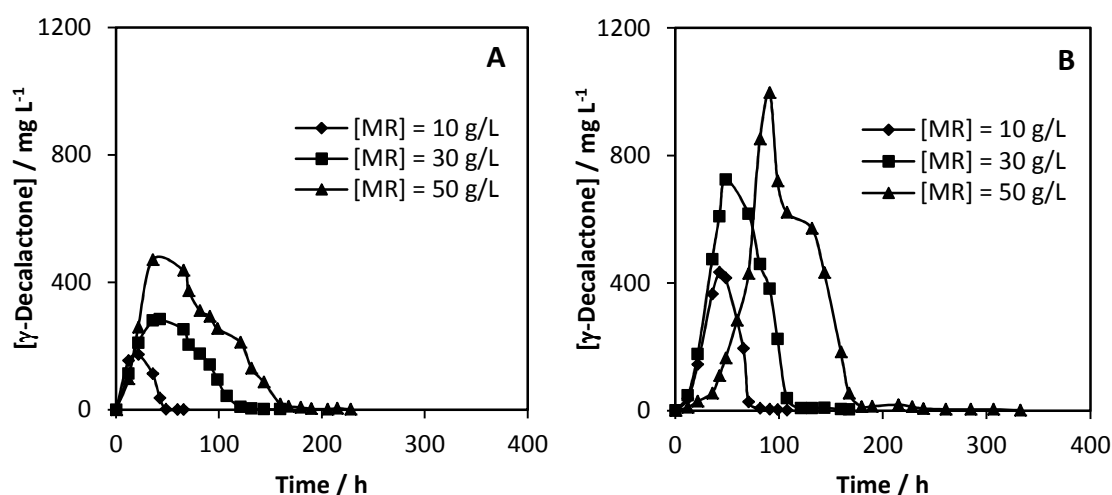 A
1200
800
400
0
[γ-Decalactone] / mg L⁻¹
[MR] = 10 g/L
[MR] = 30 g/L
[MR] = 50 g/L
0 100 200 300 400
Time / h
B
1200
800
400
0
[γ-Decalactone] / mg L⁻¹
[MR] = 10 g/L
[MR] = 30 g/L
[MR] = 50 g/L
0 100 200 300 400
Time / h